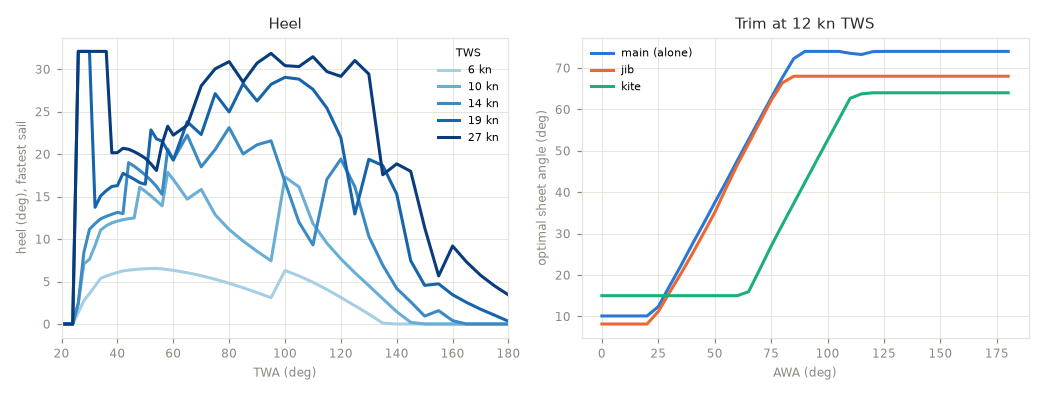 Heel
heel (deg), fastest sail
30
25
20
15
10
5
0
20 40 60 80 100 120 140 160 180
TWA (deg)
TWS
6 kn
10 kn
14 kn
19 kn
27 kn
Trim at 12 kn TWS
optimal sheet angle (deg)
70
60
50
40
30
20
10
0 25 50 75 100 125 150 175
AWA (deg)
main (alone)
jib
kite